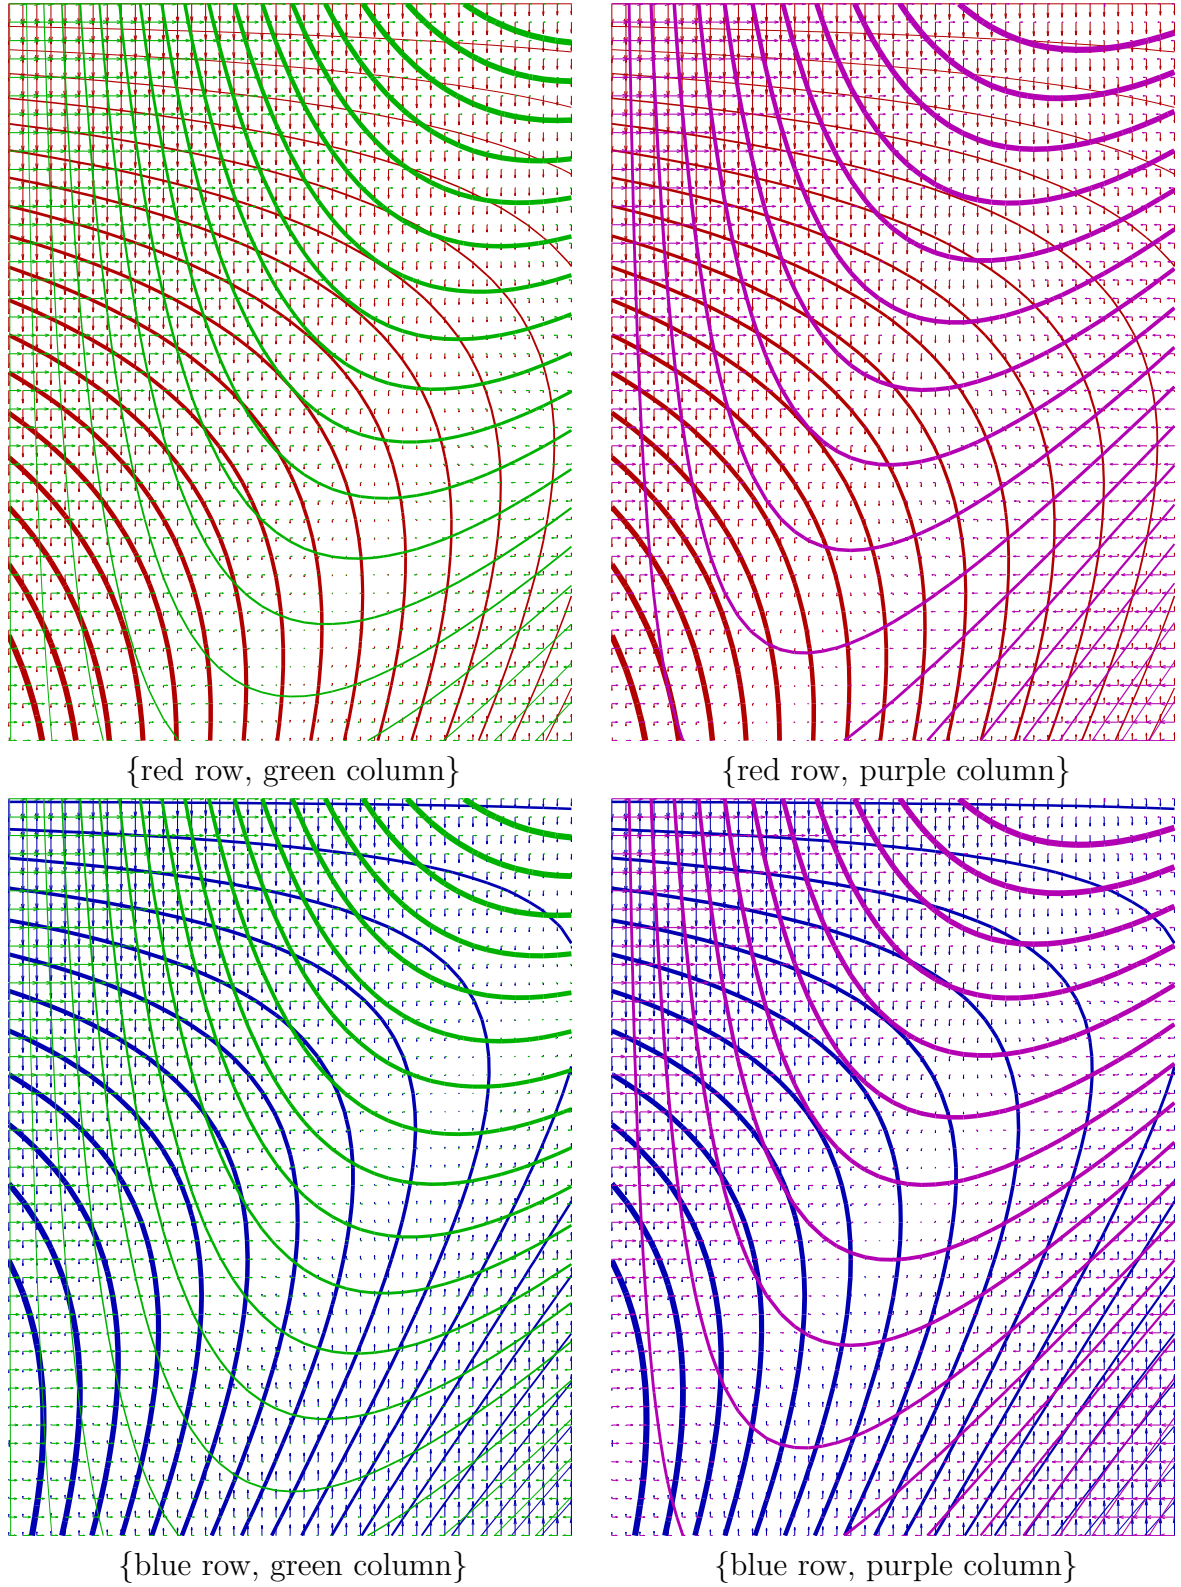 {red row, green column}
{red row, purple column}
{blue row, green column}
{blue row, purple column}